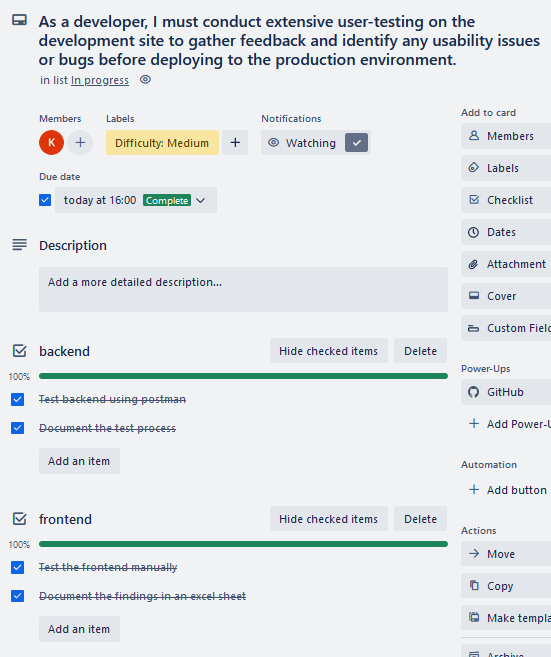 As a developer, I must conduct extensive user-testing on the
development site to gather feedback and identify any usability issues
or bugs before deploying to the production environment.
in list In progress
Members
Labels
Notifications
K
Difficulty: Medium
Watching
Due date
today at 16:00 Complete
Description
Add a more detailed description...
backend
Hide checked items
Delete
100%
Test backend using postman
Document the test process
Add an item
frontend
Hide checked items
Delete
100%
Test the frontend manually
Document the findings in an excel sheet
Add an item
Add to card
Members
Labels
Checklist
Dates
Attachment
Cover
Custom Field
Power-Ups
GitHub
Add Power-U
Automation
Add button
Actions
Move
Copy
Make templa
Archive